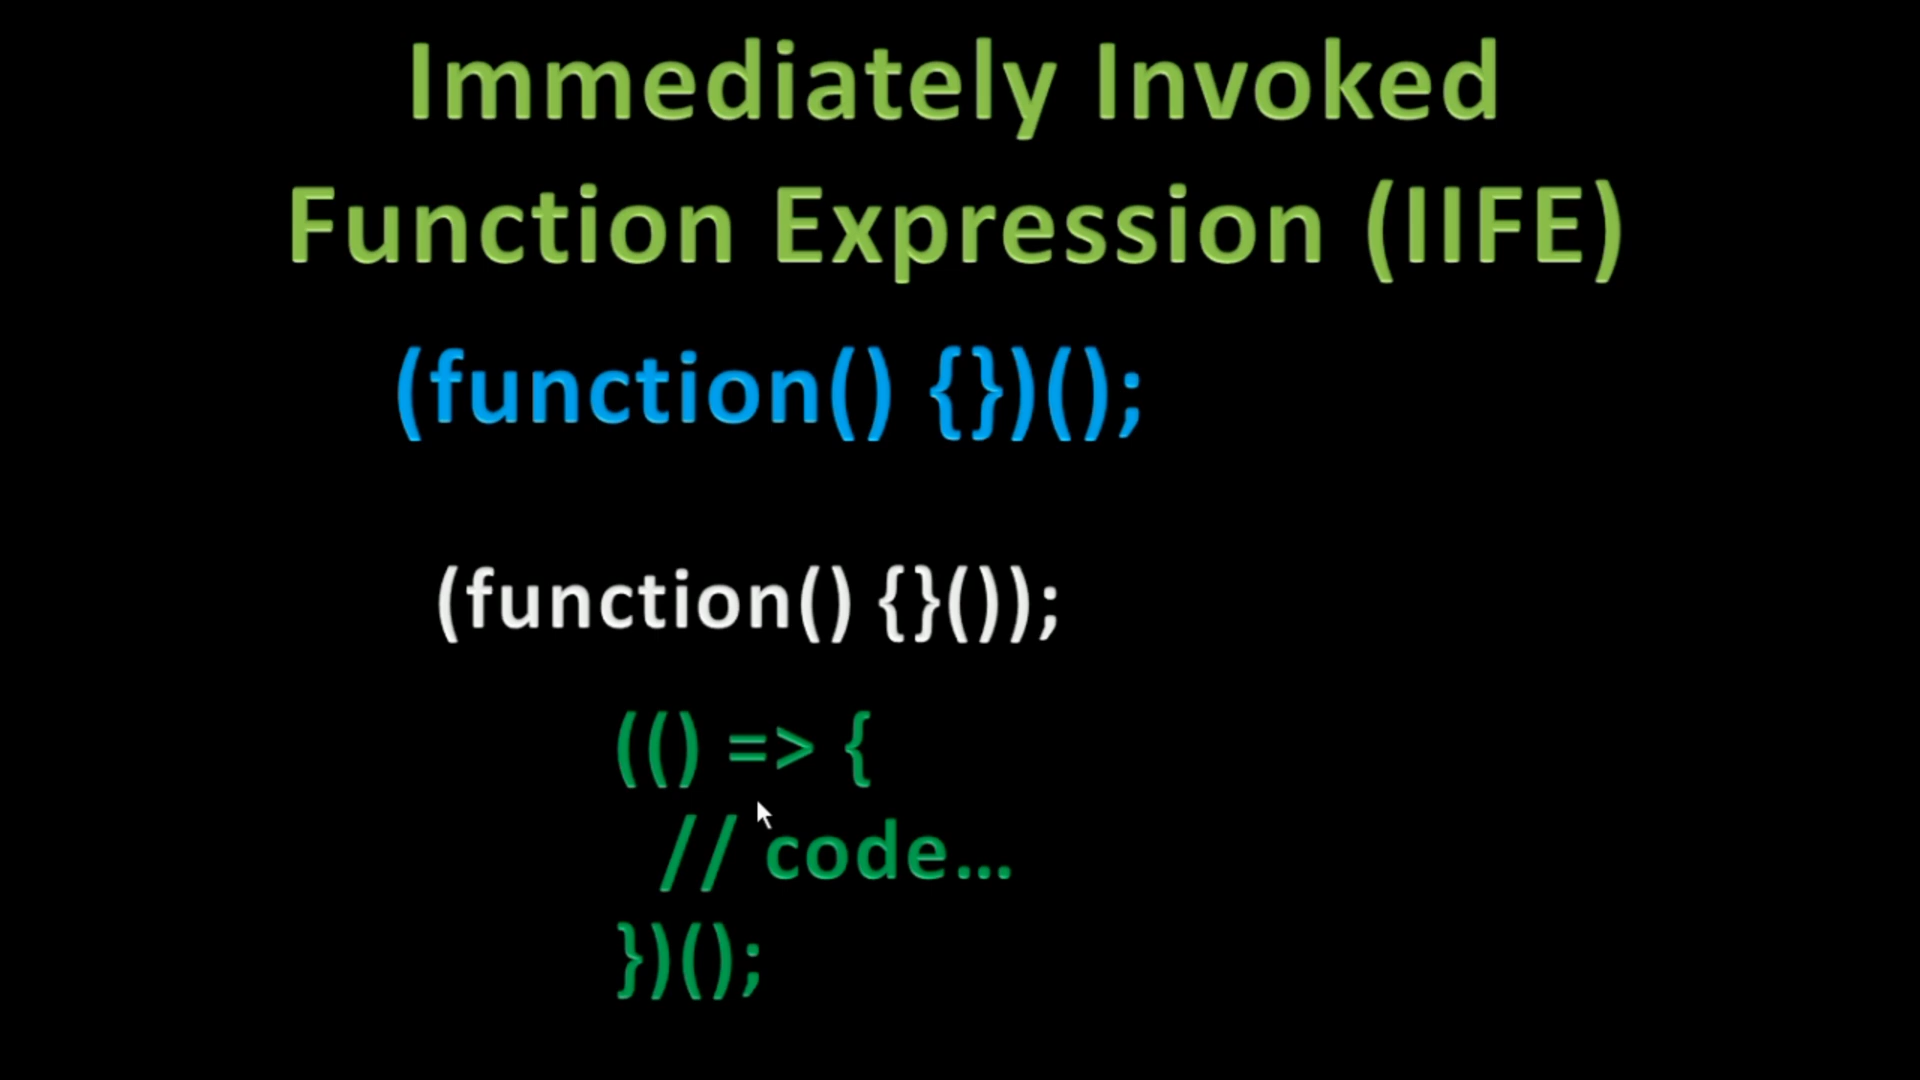 Immediately Invoked
Function Expression (IIFE)
(function() {})();
(function() {}());
(() => {
// code...
})();